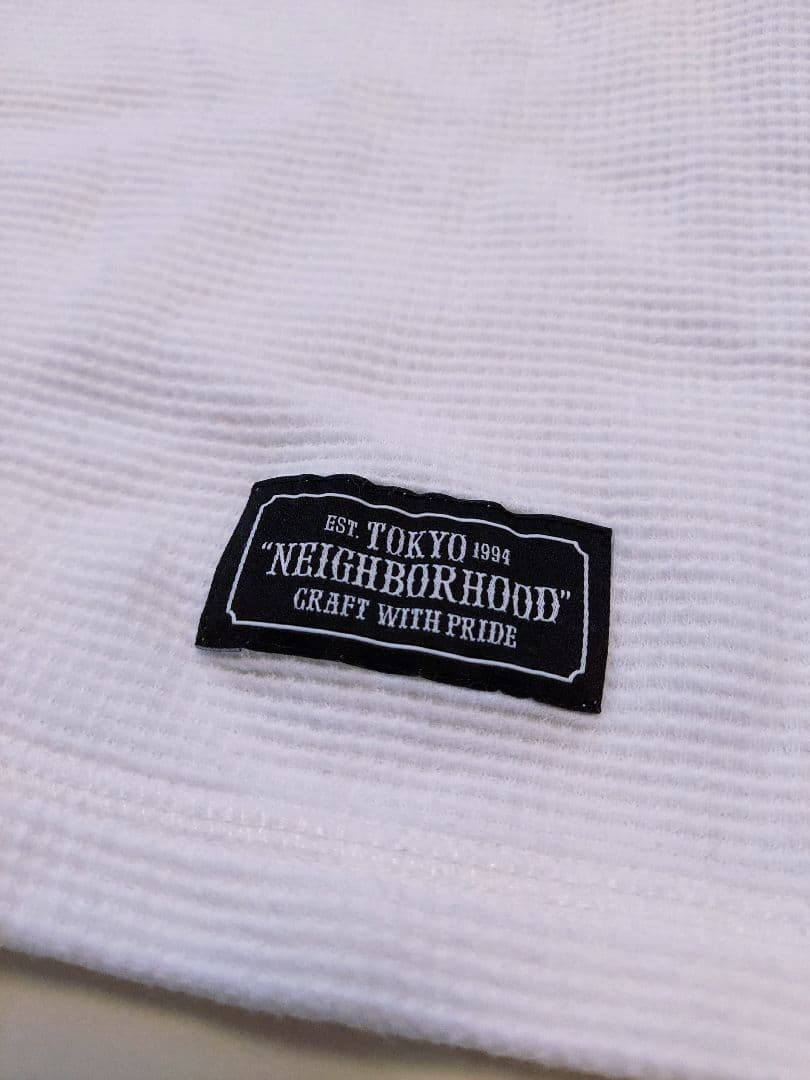 EST. TOKYO 1994
"NEIGHBORHOOD"
CRAFT WITH PRIDE